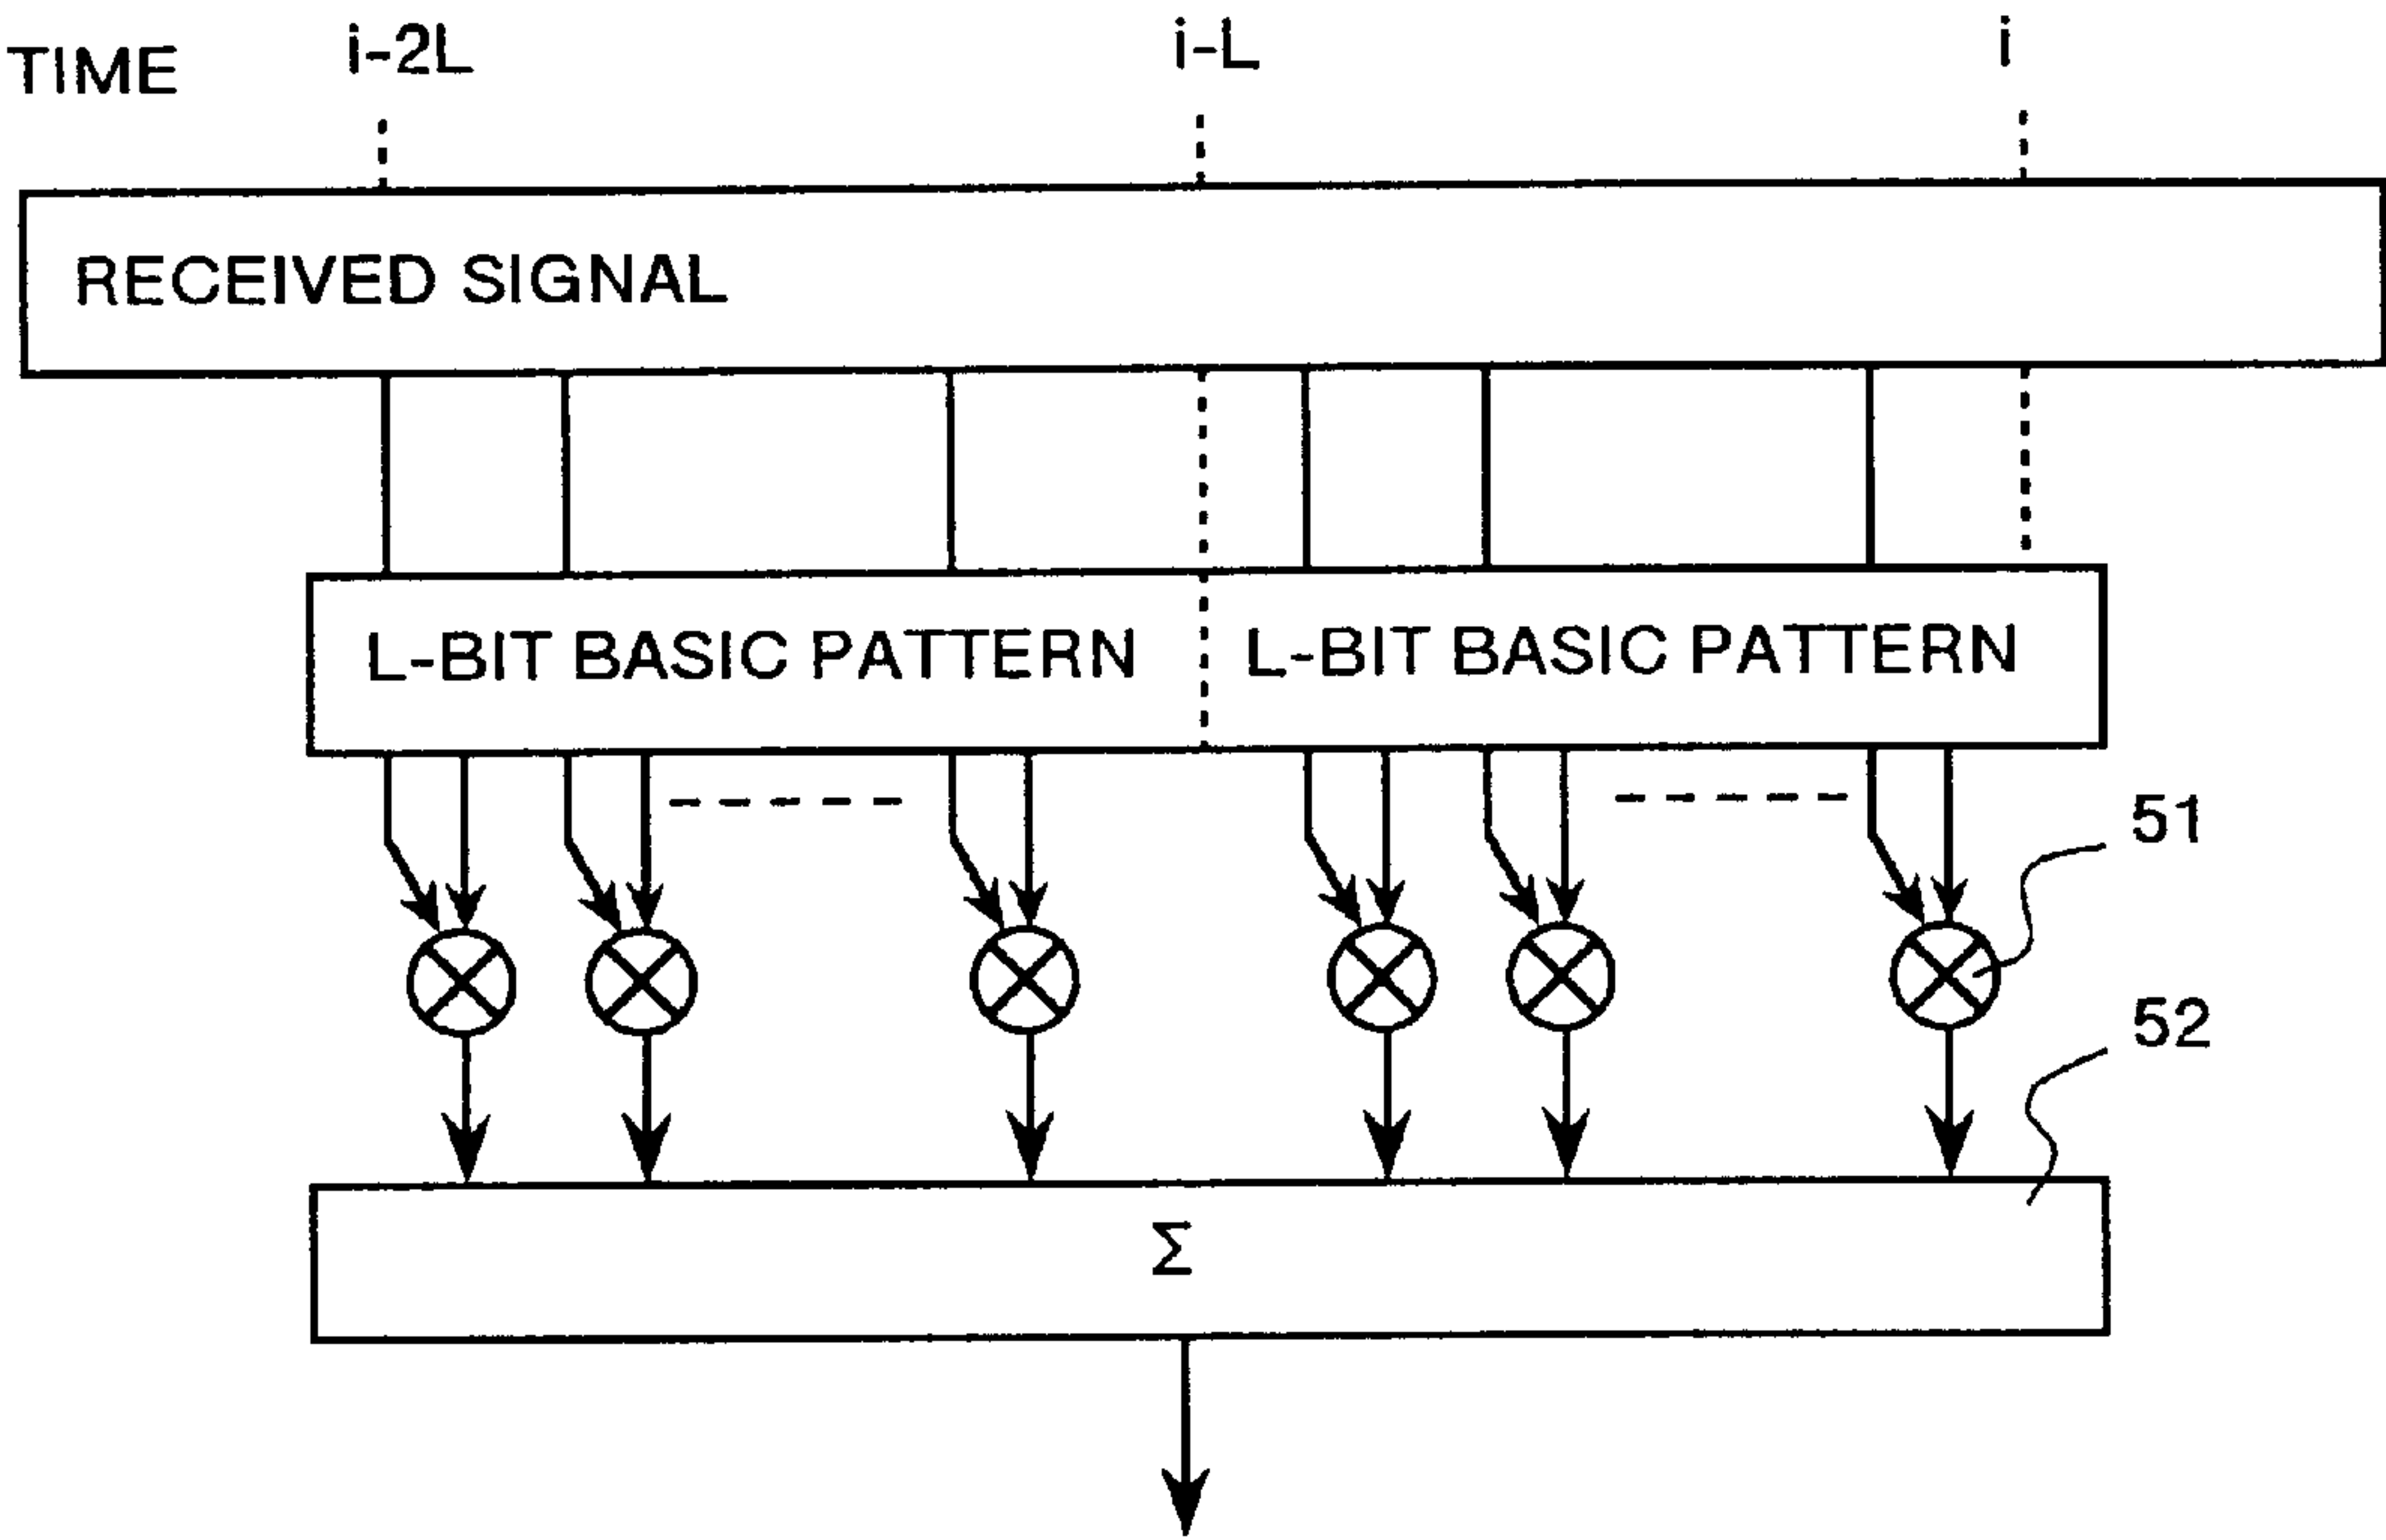 TIME i-2L i-L i
RECEIVED SIGNAL
L-BIT BASIC PATTERN L-BIT BASIC PATTERN
51
52
Σ